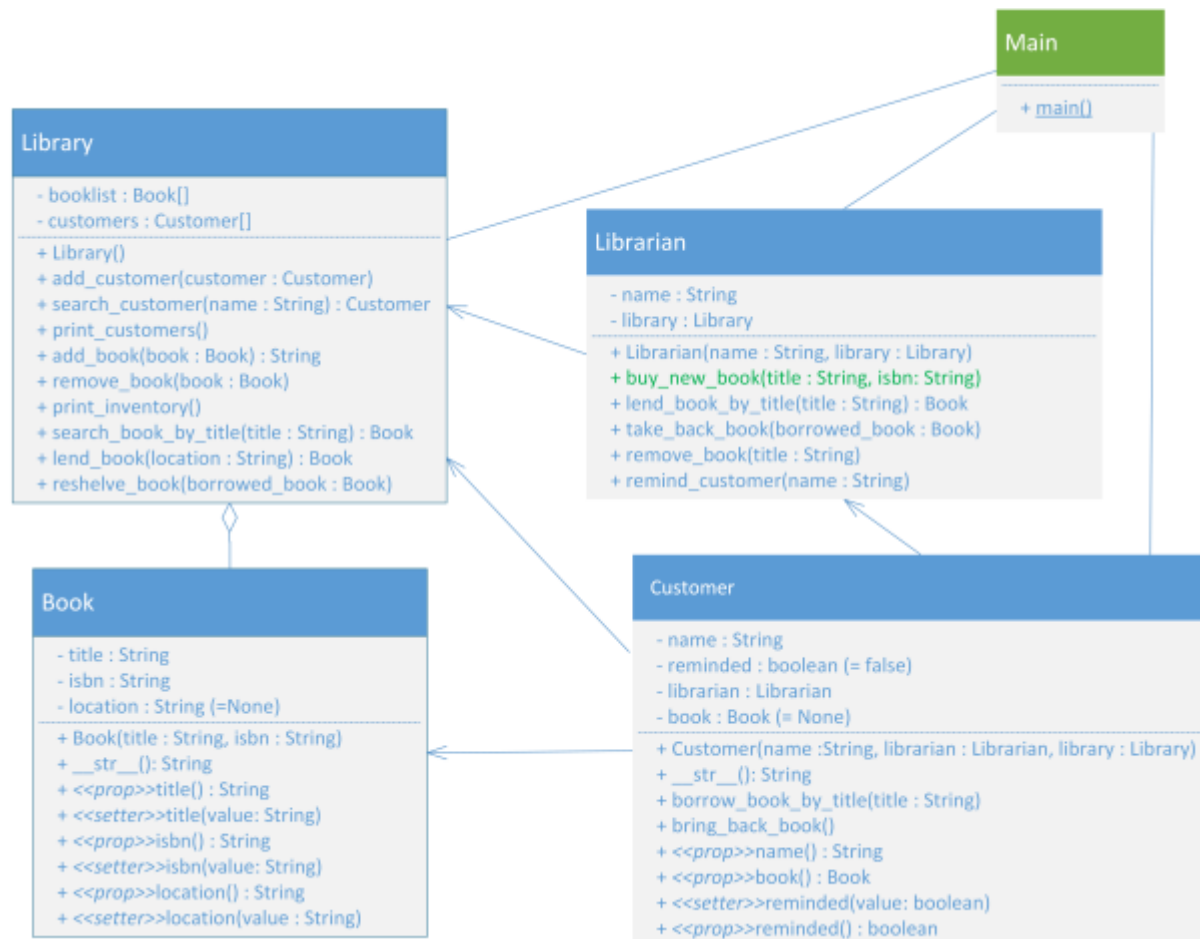 Main
+ main()
Library
- booklist : Book[]
- customers : Customer[]
+ Library()
+ add_customer(customer : Customer)
+ search_customer(name : String) : Customer
+ print_customers()
+ add_book(book : Book) : String
+ remove_book(book : Book)
+ print_inventory()
+ search_book_by_title(title : String) : Book
+ lend_book(location : String) : Book
+ reshelve_book(borrowed_book : Book)
Librarian
- name : String
- library : Library
+ Librarian(name : String, library : Library)
+ buy_new_book(title : String, isbn: String)
+ lend_book_by_title(title : String) : Book
+ take_back_book(borrowed_book : Book)
+ remove_book(title : String)
+ remind_customer(name : String)
Book
- title : String
- isbn : String
- location : String (=None)
+ Book(title : String, isbn : String)
+ __str__(): String
+ <<prop>>title() : String
+ <<setter>>title(value: String)
+ <<prop>>isbn() : String
+ <<setter>>isbn(value: String)
+ <<prop>>location() : String
+ <<setter>>location(value : String)
Customer
- name : String
- reminded : boolean (= false)
- librarian : Librarian
- book : Book (= None)
+ Customer(name :String, librarian : Librarian, library : Library)
+ __str__(): String
+ borrow_book_by_title(title : String)
+ bring_back_book()
+ <<prop>>name() : String
+ <<prop>>book() : Book
+ <<setter>>reminded(value: boolean)
+ <<prop>>reminded() : boolean